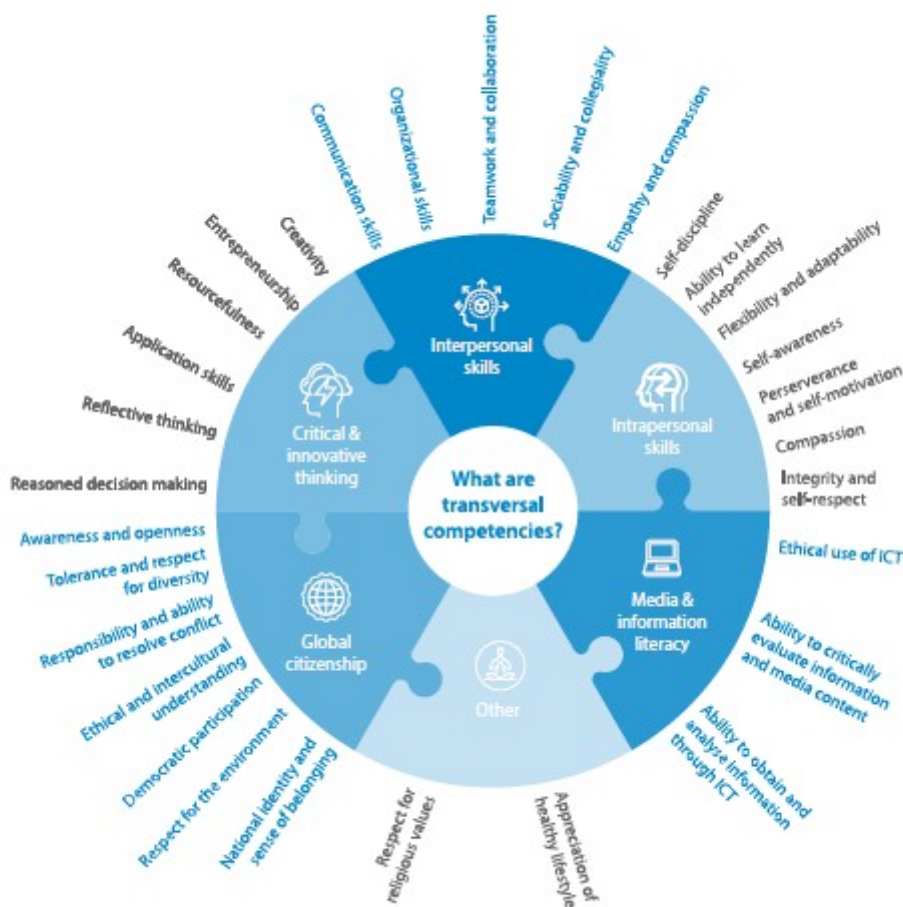 What are
transversal
competencies?
Interpersonal
skills
Communication skills
Organizational skills
Teamwork and collaboration
Sociability and collegiality
Empathy and compassion
Intrapersonal
skills
Self-discipline
Ability to learn
independently
Flexibility and adaptability
Self-awareness
Perserverance
and self-motivation
Compassion
Integrity and
self-respect
Media &
information
literacy
Ethical use of ICT
Ability to critically
evaluate information
and media content
Ability to obtain and
analyse information
through ICT
Other
Appreciation of
healthy lifestyle
Respect for
religious values
Global
citizenship
National identity and
sense of belonging
Respect for the environment
Democratic participation
Ethical and intercultural
understanding
Responsibility and ability
to resolve conflict
Tolerance and respect
for diversity
Awareness and openness
Critical &
innovative
thinking
Reasoned decision making
Reflective thinking
Application skills
Resourcefulness
Entrepreneurship
Creativity